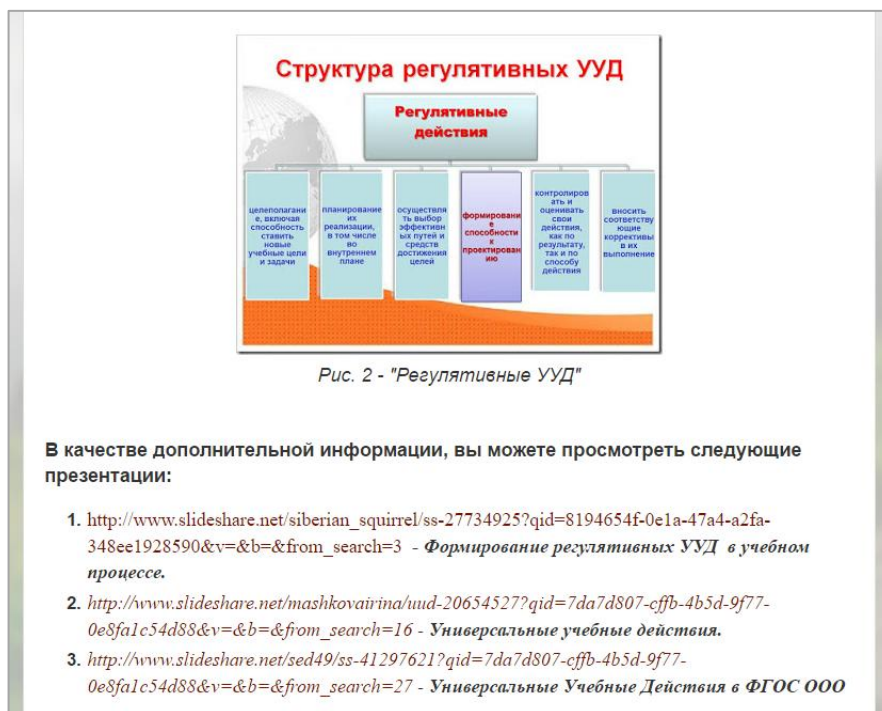 Структура регулятивных УУД
Регулятивные
действия
целеполагани
е, включая
способность
ставить
новые
учебные цели
и задачи
планирование
их
реализации,
в том числе
во
внутреннем
плане
осуществля
ть выбор
эффективн
ых путей и
средств
достижения
целей
формировани
е
способности
к
проектирован
ию
контролиров
ать и
оценивать
свои
действия,
как по
результату,
так и по
способу
действия
вносить
соответству
ющие
коррективы
в их
выполнение
Рис. 2 - "Регулятивные УУД"
В качестве дополнительной информации, вы можете просмотреть следующие
презентации:
1. http://www.slideshare.net/siberian_squirrel/ss-27734925?qid=8194654f-0e1a-47a4-a2fa-
348ee1928590&v=&b=&from_search=3 - Формирование регулятивных УУД в учебном
процессе.
2. http://www.slideshare.net/mashkovairina/uud-20654527?qid=7da7d807-cffb-4b5d-9f77-
0e8fa1c54d88&v=&b=&from_search=16 - Универсальные учебные действия.
3. http://www.slideshare.net/sed49/ss-41297621?qid=7da7d807-cffb-4b5d-9f77-
0e8fa1c54d88&v=&b=&from_search=27 - Универсальные Учебные Действия в ФГОС ООО